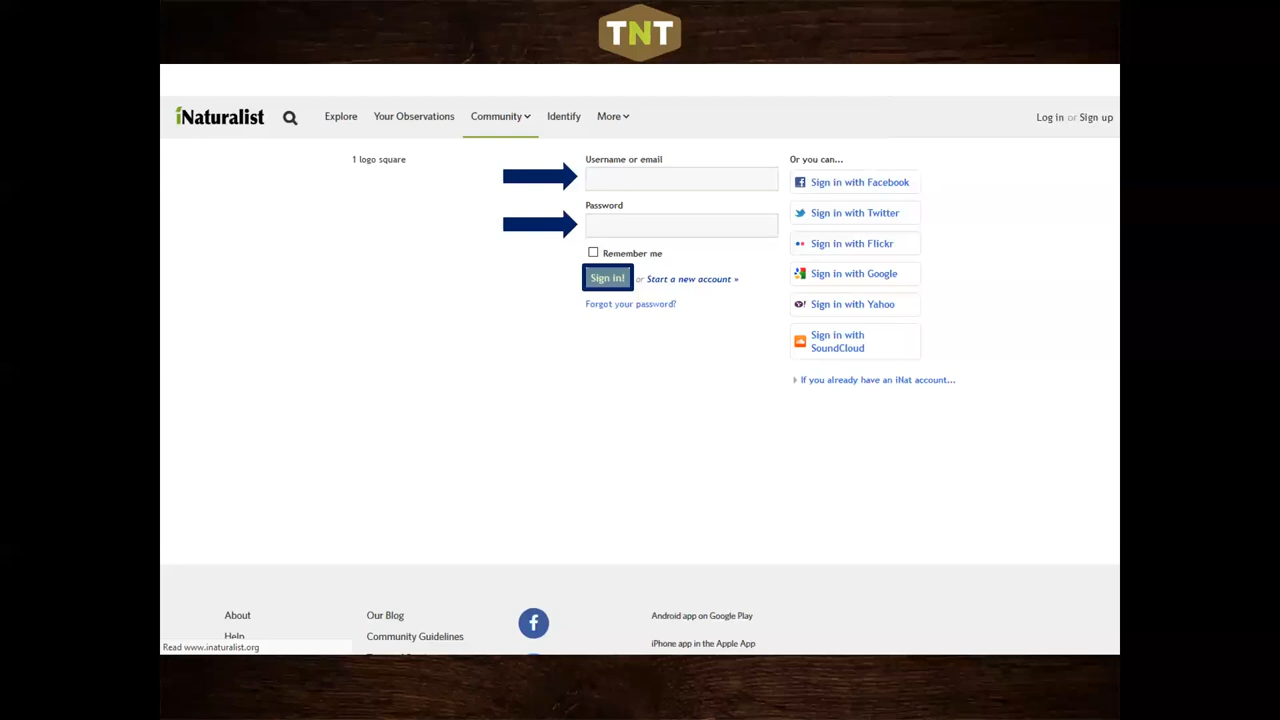 TNT
iNaturalist
Explore
Your Observations
Community
Identify
More
Log in or Sign up
1 logo square
Username or email
Password
Remember me
Sign in! or Start a new account »
Forgot your password?
Or you can...
Sign in with Facebook
Sign in with Twitter
Sign in with Flickr
Sign in with Google
Sign in with Yahoo
Sign in with
SoundCloud
If you already have an iNat account...
About
Help
Our Blog
Community Guidelines
Android app on Google Play
iPhone app in the Apple App
Read www.inaturalist.org